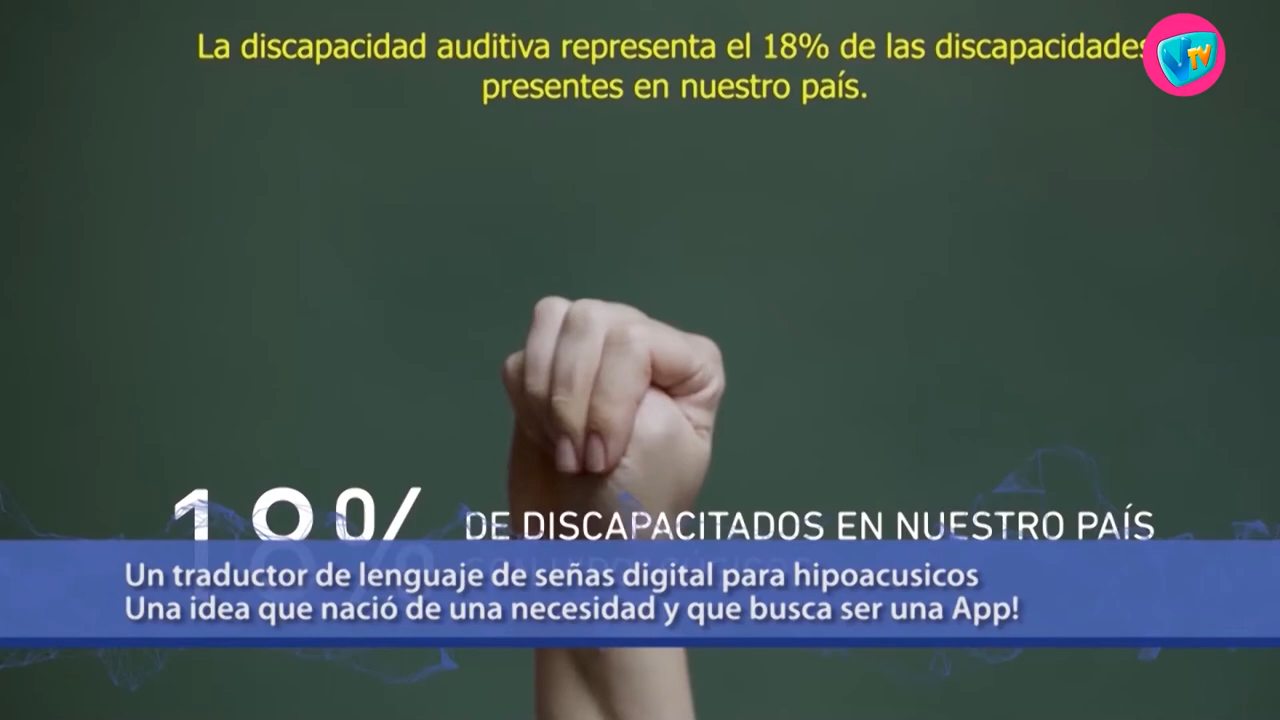 La discapacidad auditiva representa el 18% de las discapacidades
presentes en nuestro país.
TV
18% DE DISCAPACITADOS EN NUESTRO PAÍS
Un traductor de lenguaje de señas digital para hipoacusicos
Una idea que nació de una necesidad y que busca ser una App!